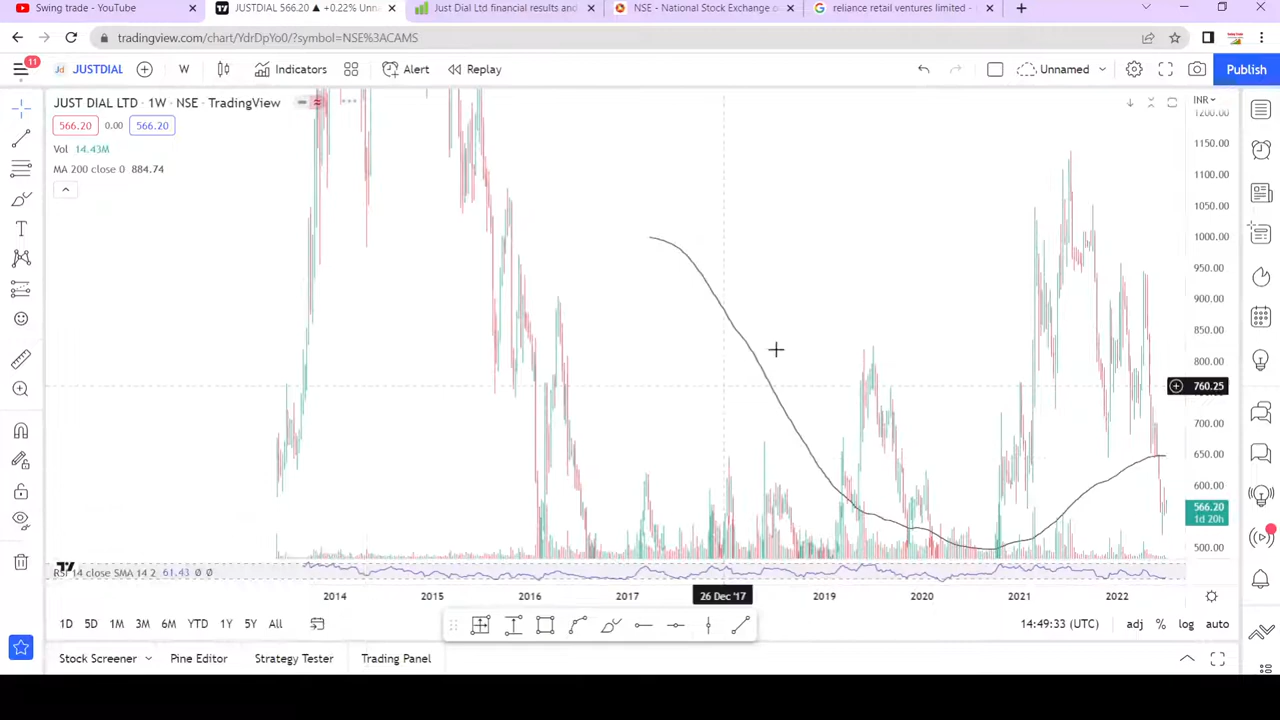 Swing trade - YouTube
JUSTDIAL 566.20 ▲ +0.22% Unna
Just Dial Ltd financial results and
NSE - National Stock Exchange o
reliance retail ventures limited -
tradingview.com/chart/YdrDpYo0/?symbol=NSE%3ACAMS
11
Jd JUSTDIAL W Indicators Alert Replay Unnamed Publish
JUST DIAL LTD · 1W · NSE · TradingView
INR
566.20 0.00 566.20
Vol 14.43M
MA 200 close 0 884.74
1200.00
1150.00
1100.00
1050.00
1000.00
950.00
900.00
850.00
800.00
760.25
700.00
650.00
600.00
566.20
1d 20h
500.00
RSI 14 close SMA 14 2 61.43 Ø Ø
2014 2015 2016 2017 26 Dec '17 2019 2020 2021 2022
1D 5D 1M 3M 6M YTD 1Y 5Y All
14:49:33 (UTC) adj % log auto
Stock Screener Pine Editor Strategy Tester Trading Panel